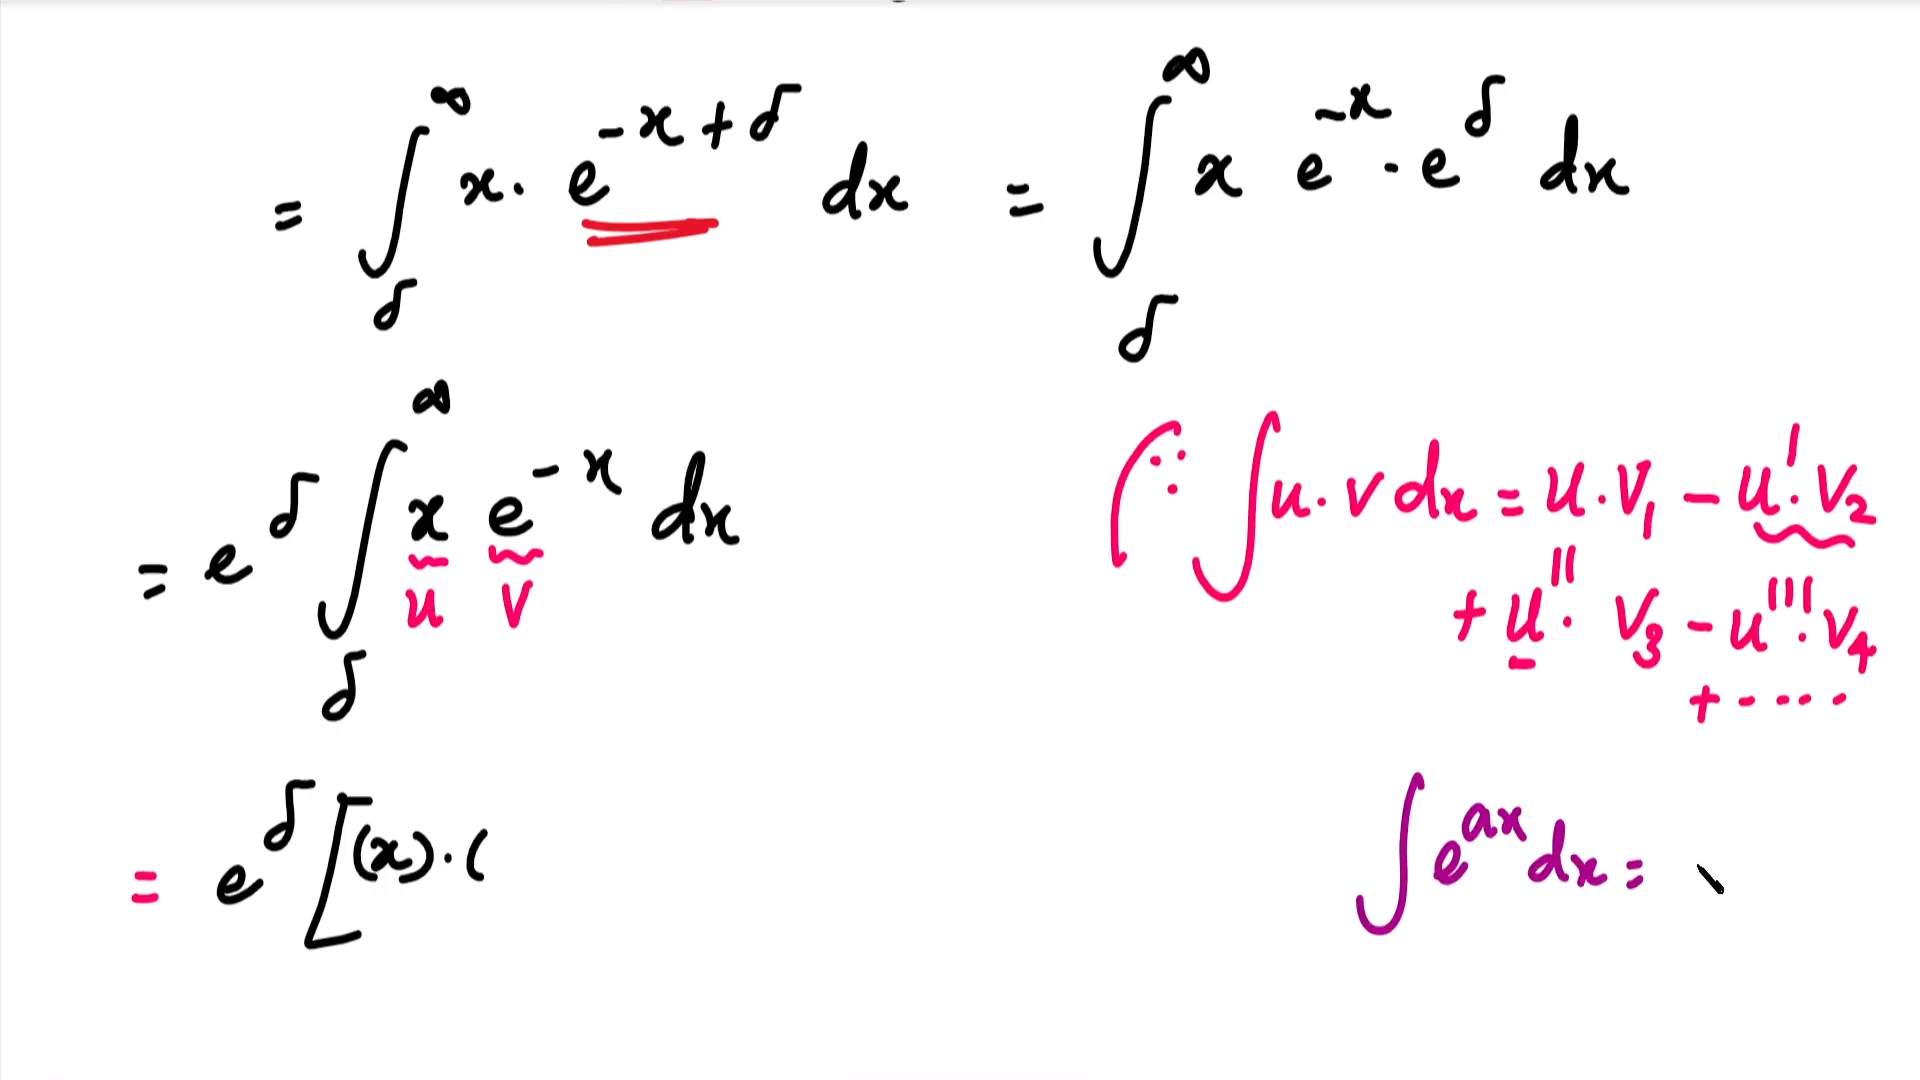 = ∫_δ^∞ x · e^{-x+δ} dx = ∫_δ^∞ x e^{-x} · e^δ dx
= e^δ ∫_δ^∞ x e^{-x} dx
u v
(∵ ∫ u · v dx = u · v₁ - u' · v₂
+ u'' · v₃ - u''' · v₄
+ - - - -
= e^δ [(x) · (
∫ e^{ax} dx =